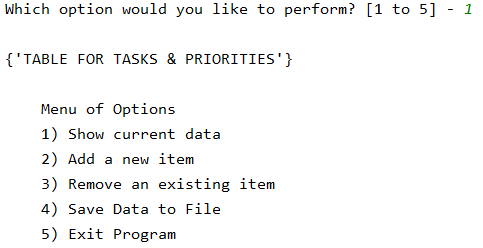 Which option would you like to perform? [1 to 5] - 1
{'TABLE FOR TASKS & PRIORITIES'}
Menu of Options
1) Show current data
2) Add a new item
3) Remove an existing item
4) Save Data to File
5) Exit Program